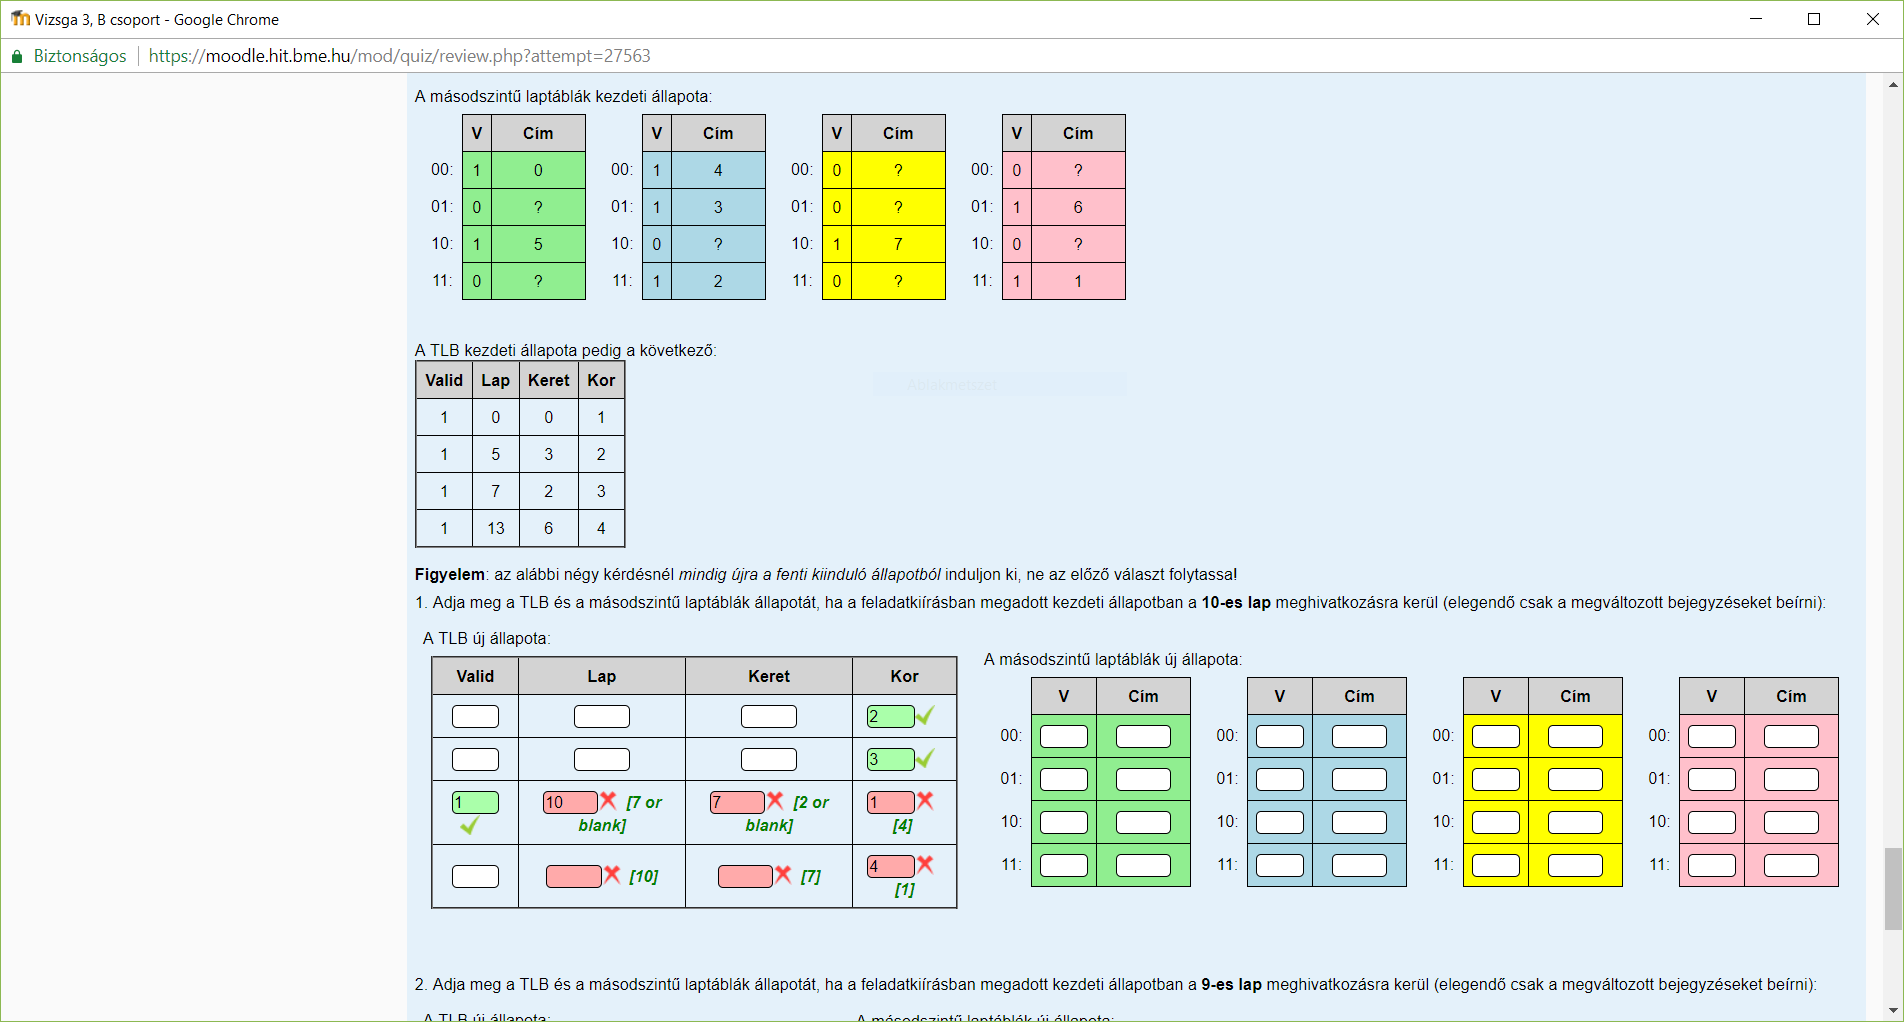 Vizsga 3, B csoport - Google Chrome
Biztonságos https://moodle.hit.bme.hu/mod/quiz/review.php?attempt=27563
A másodszintű laptáblák kezdeti állapota:
V Cím V Cím V Cím V Cím
00: 1 0 00: 1 4 00: 0 ? 00: 0 ?
01: 0 ? 01: 1 3 01: 0 ? 01: 1 6
10: 1 5 10: 0 ? 10: 1 7 10: 0 ?
11: 0 ? 11: 1 2 11: 0 ? 11: 1 1
A TLB kezdeti állapota pedig a következő:
Valid Lap Keret Kor
1 0 0 1
1 5 3 2
1 7 2 3
1 13 6 4
Figyelem: az alábbi négy kérdésnél mindig újra a fenti kiinduló állapotból induljon ki, ne az előző választ folytassa!
1. Adja meg a TLB és a másodszintű laptáblák állapotát, ha a feladatkiírásban megadott kezdeti állapotban a 10-es lap meghivatkozásra kerül (elegendő csak a megváltozott bejegyzéseket beírni):
A TLB új állapota:
Valid Lap Keret Kor
2
3
1 10 [7 or blank] 7 [2 or blank] 1 [4]
[10] [7] 4 [1]
A másodszintű laptáblák új állapota:
V Cím V Cím V Cím V Cím
00: 00: 00: 00:
01: 01: 01: 01:
10: 10: 10: 10:
11: 11: 11: 11:
2. Adja meg a TLB és a másodszintű laptáblák állapotát, ha a feladatkiírásban megadott kezdeti állapotban a 9-es lap meghivatkozásra kerül (elegendő csak a megváltozott bejegyzéseket beírni):
A TLB új állapota: A másodszintű laptáblák új állapota: